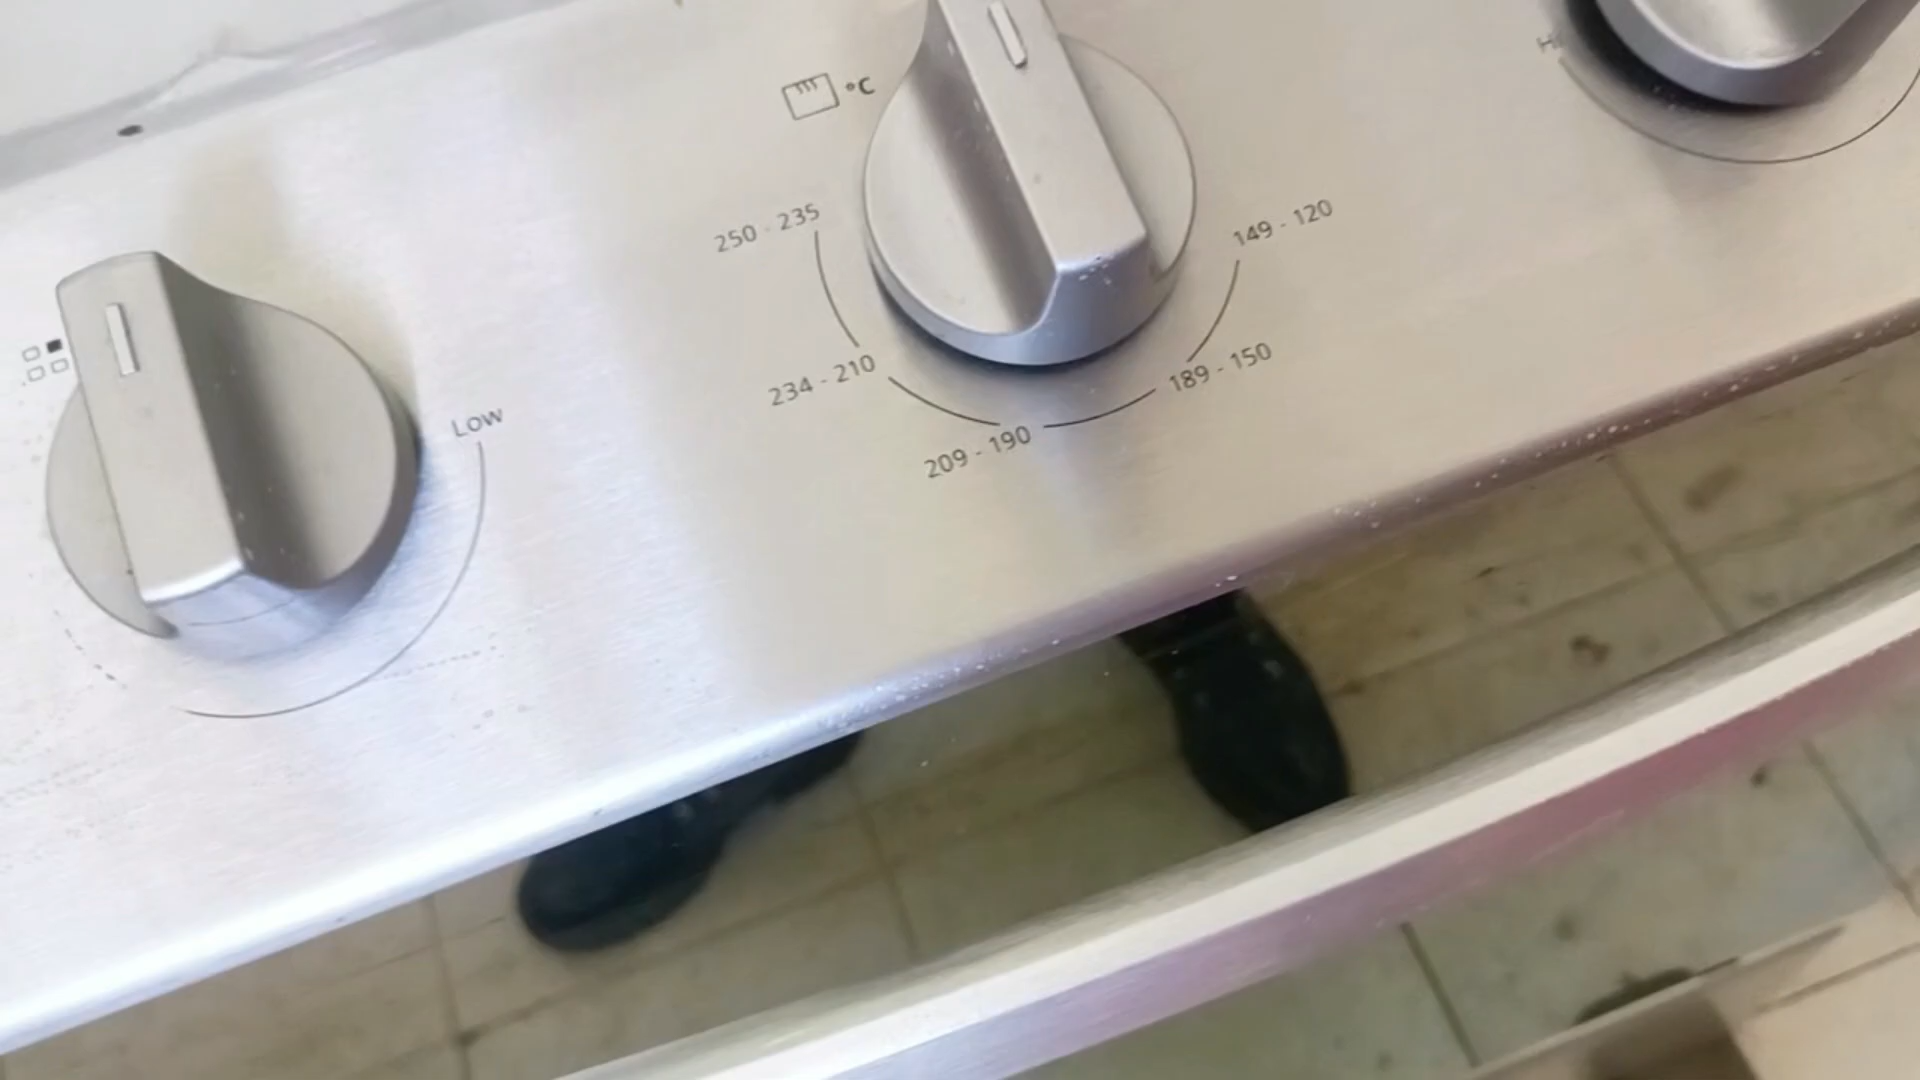 °C
250 - 235
149 - 120
234 - 210
189 - 150
209 - 190
LOW